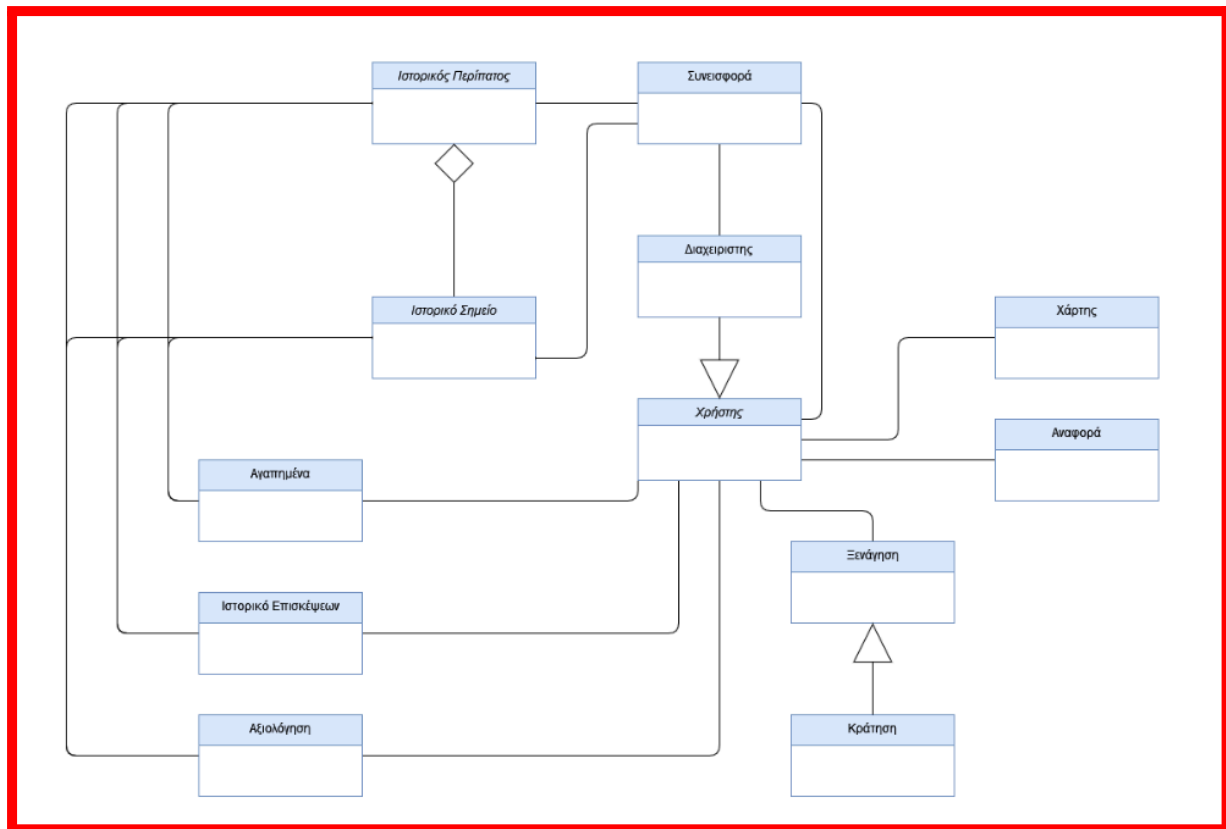 Ιστορικός Περίπατος
Συνεισφορά
Διαχειριστης
Ιστορικό Σημείο
Χάρτης
Χρήστης
Αναφορά
Αγαπημένα
Ξενάγηση
Ιστορικό Επισκέψεων
Αξιολόγηση
Κράτηση